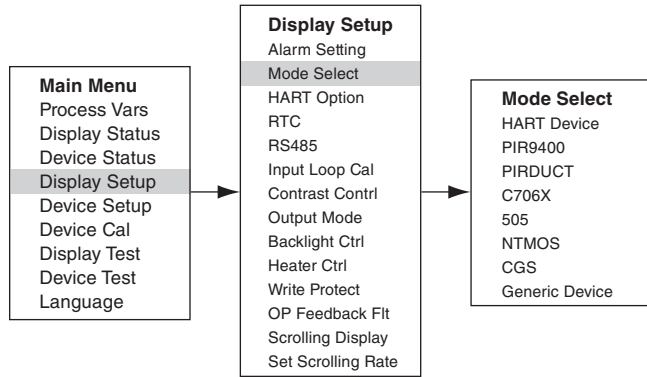 Main Menu
Process Vars
Display Status
Device Status
Display Setup
Device Setup
Device Cal
Display Test
Device Test
Language
Display Setup
Alarm Setting
Mode Select
HART Option
RTC
RS485
Input Loop Cal
Contrast Contrl
Output Mode
Backlight Ctrl
Heater Ctrl
Write Protect
OP Feedback Flt
Scrolling Display
Set Scrolling Rate
Mode Select
HART Device
PIR9400
PIRDUCT
C706X
505
NTMOS
CGS
Generic Device